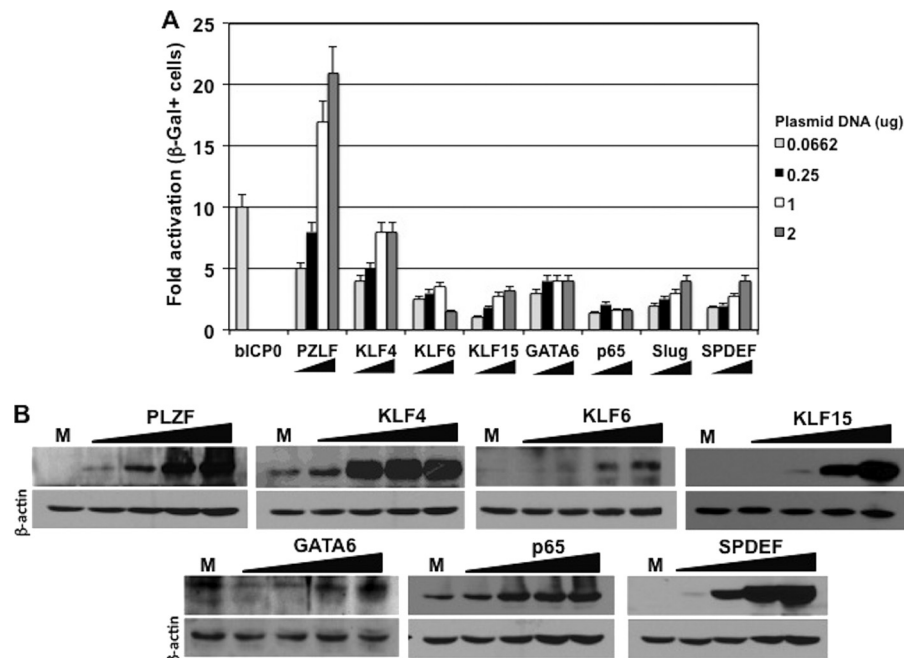 A
Fold activation (β-Gal+ cells)
25
20
15
10
5
0
bICP0 PZLF KLF4 KLF6 KLF15 GATA6 p65 Slug SPDEF
Plasmid DNA (ug)
0.0662
0.25
1
2
B
M PLZF
M KLF4
M KLF6
M KLF15
β-actin
M GATA6
M p65
M SPDEF
β-actin